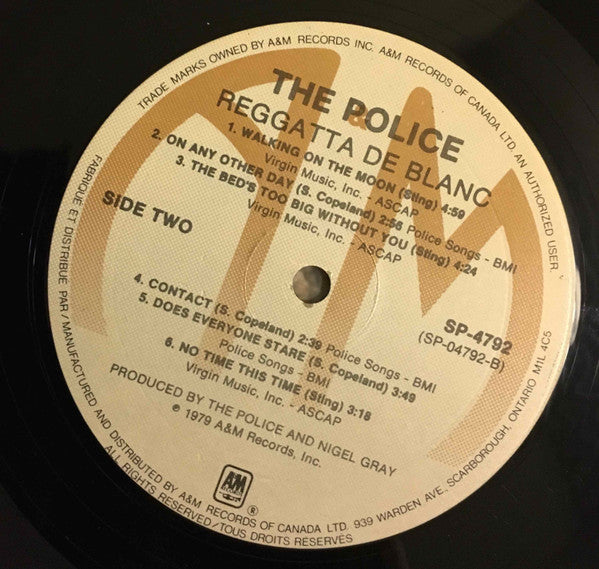 TRADE MARKS OWNED BY A&M RECORDS INC. A&M RECORDS OF CANADA LTD. AN AUTHORIZED USER.
THE POLICE
REGGATTA DE BLANC
1. WALKING ON THE MOON (Sting) 4:59
Virgin Music, Inc. - ASCAP
2. ON ANY OTHER DAY (S. Copeland) 2:56 Police Songs - BMI
3. THE BED'S TOO BIG WITHOUT YOU (Sting) 4:24
Virgin Music, Inc. - ASCAP
SIDE TWO
SP-4792
(SP-04792-B)
4. CONTACT (S. Copeland) 2:39 Police Songs - BMI
5. DOES EVERYONE STARE (S. Copeland) 3:49
Police Songs - BMI
6. NO TIME THIS TIME (Sting) 3:18
Virgin Music, Inc. - ASCAP
PRODUCED BY THE POLICE AND NIGEL GRAY
℗ 1979 A&M Records, Inc.
A&M
RECORDS
®
FABRIQUE ET DISTRIBUE PAR / MANUFACTURED AND DISTRIBUTED BY A&M RECORDS OF CANADA LTD. 939 WARDEN AVE., SCARBOROUGH, ONTARIO M1L 4C5
ALL RIGHTS RESERVED/TOUS DROITS RESERVES